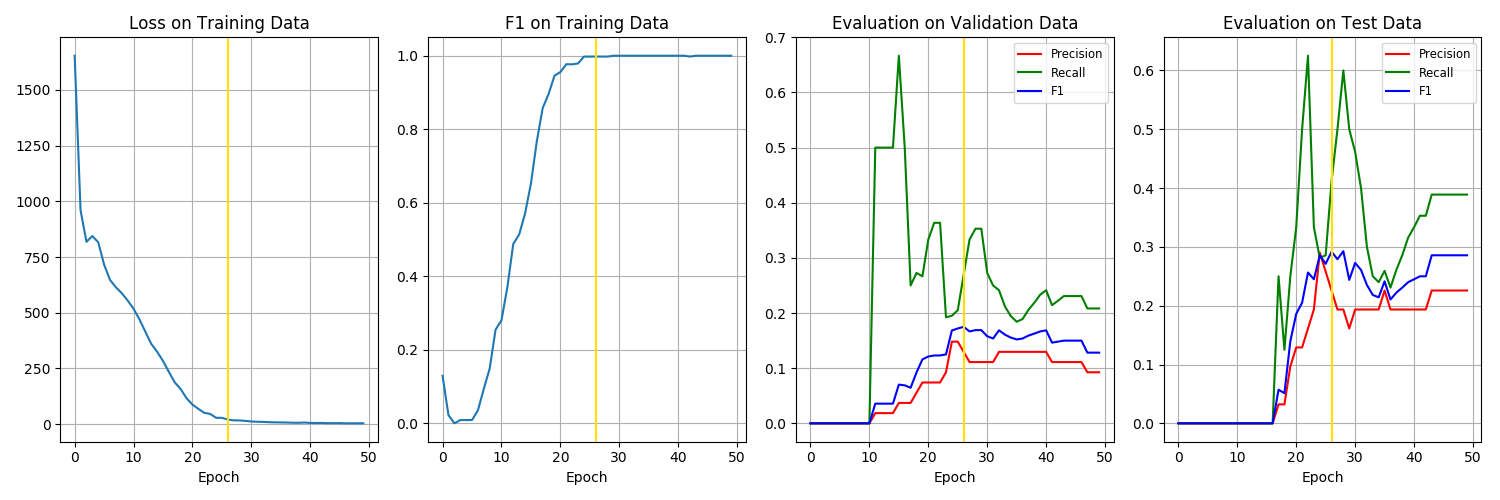 Loss on Training Data
1500
1250
1000
750
500
250
0
0 10 20 30 40 50
Epoch
F1 on Training Data
1.0
0.8
0.6
0.4
0.2
0.0
0 10 20 30 40 50
Epoch
Evaluation on Validation Data
0.7
0.6
0.5
0.4
0.3
0.2
0.1
0.0
Precision
Recall
F1
0 10 20 30 40 50
Epoch
Evaluation on Test Data
0.6
0.5
0.4
0.3
0.2
0.1
0.0
Precision
Recall
F1
0 10 20 30 40 50
Epoch